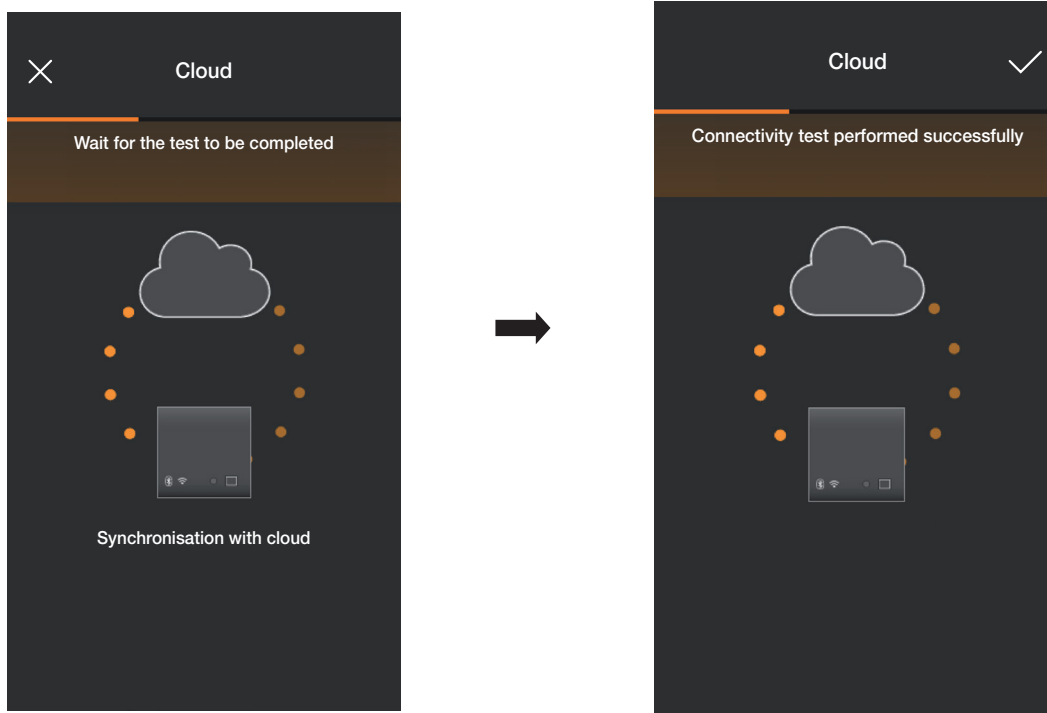 Cloud
Wait for the test to be completed
Synchronisation with cloud
Cloud
Connectivity test performed successfully